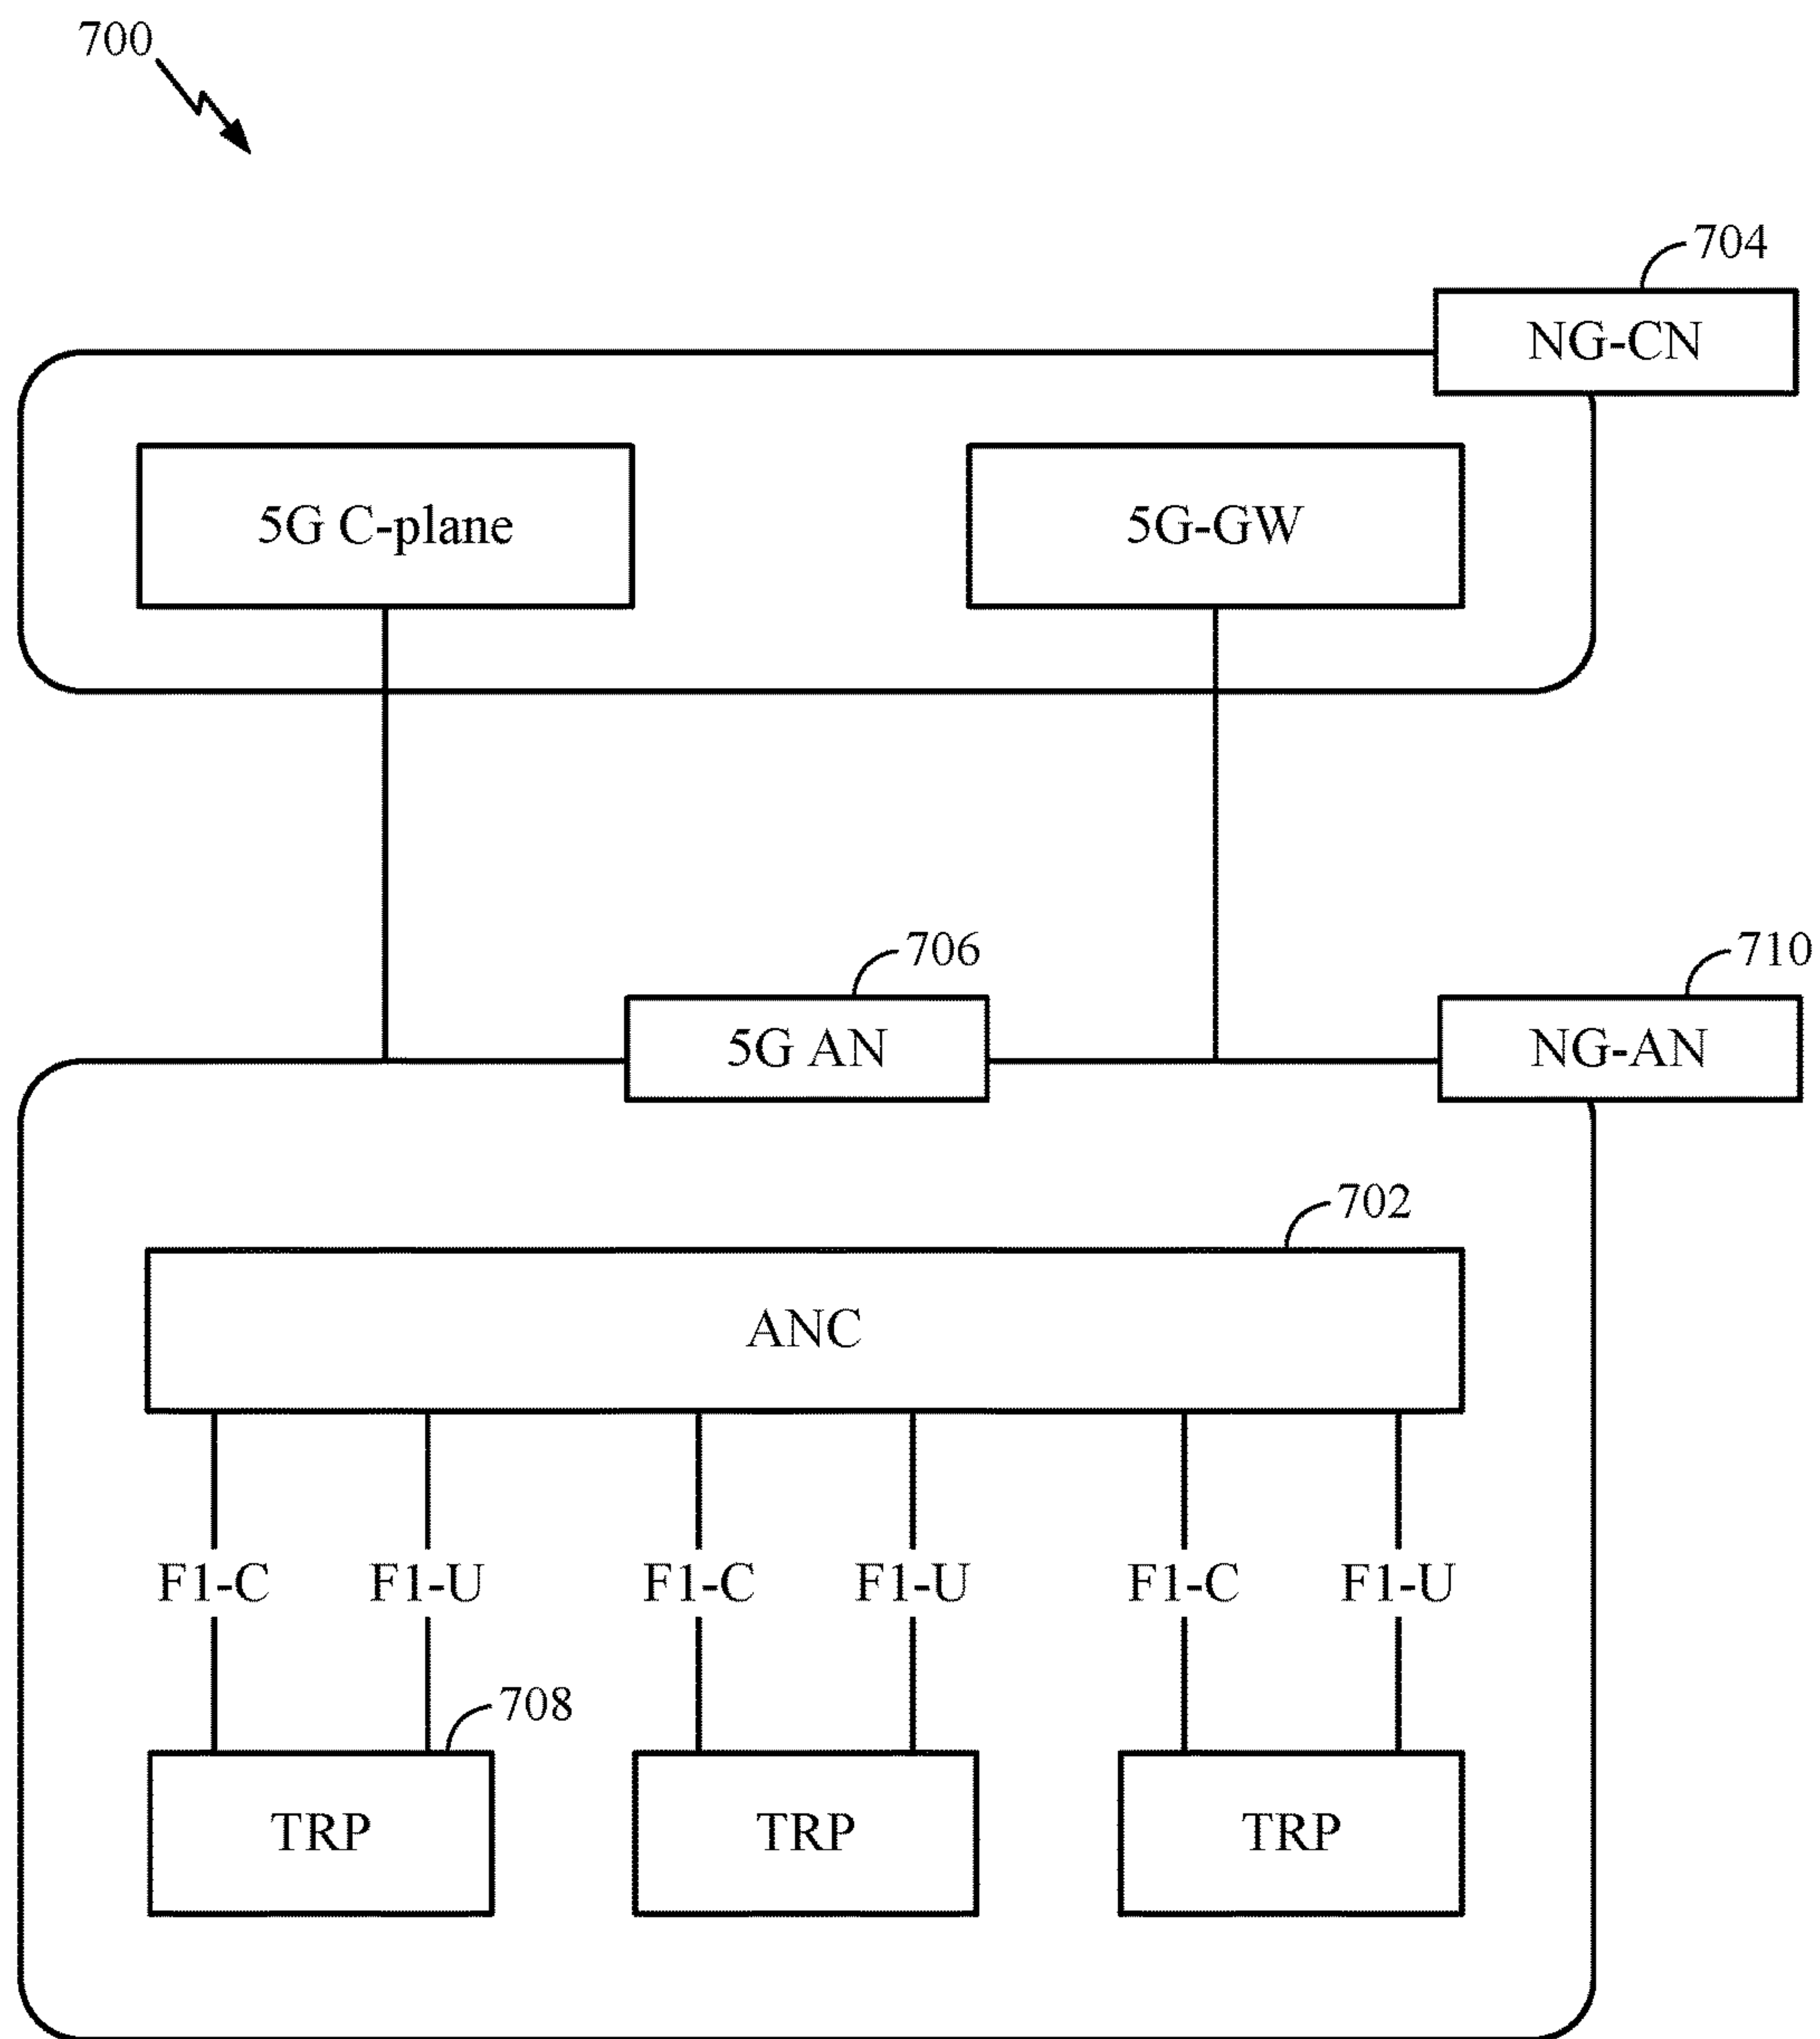 700
704
NG-CN
5G C-plane
5G-GW
706
710
5G AN
NG-AN
702
ANC
F1-C
F1-U
F1-C
F1-U
F1-C
F1-U
708
TRP
TRP
TRP